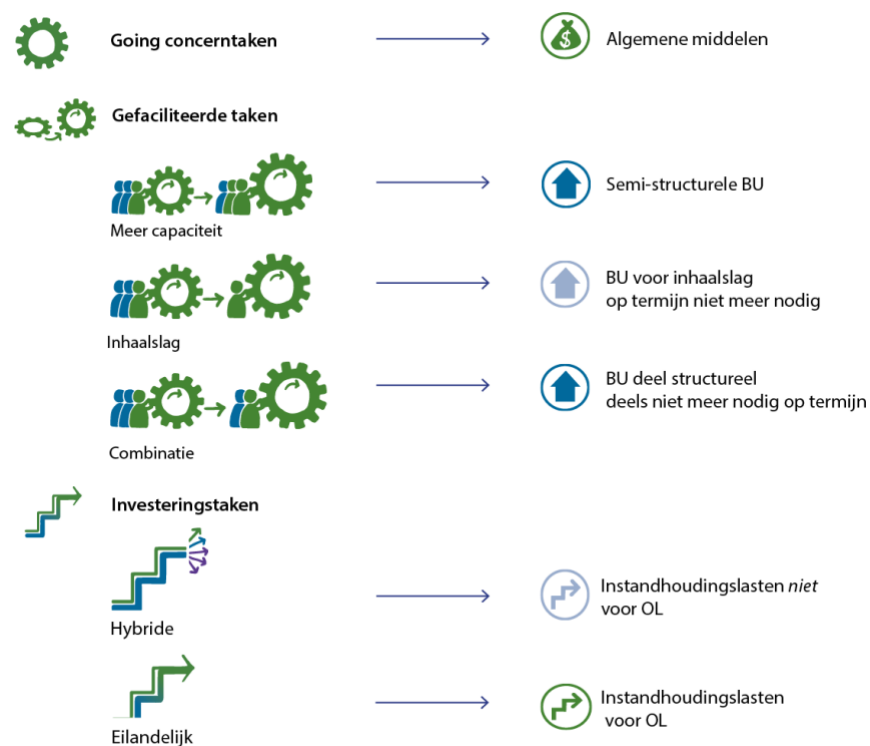 Going concerntaken
Algemene middelen
Gefaciliteerde taken
Meer capaciteit
Semi-structurele BU
Inhaalslag
BU voor inhaalslag
op termijn niet meer nodig
Combinatie
BU deel structureel
deels niet meer nodig op termijn
Investeringstaken
Hybride
Instandhoudingslasten niet
voor OL
Eilandelijk
Instandhoudingslasten
voor OL